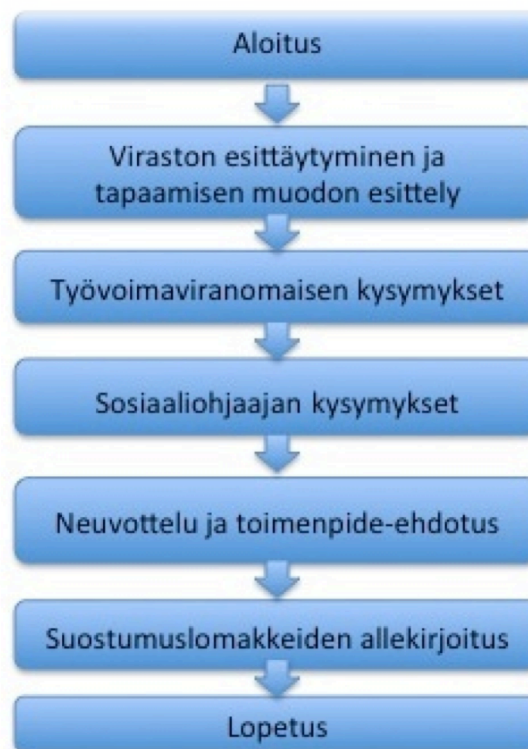 Aloitus
Viraston esittäytyminen ja
tapaamisen muodon esittely
Työvoimaviranomaisen kysymykset
Sosiaaliohjaajan kysymykset
Neuvottelu ja toimenpide-ehdotus
Suostumuslomakkeiden allekirjoitus
Lopetus